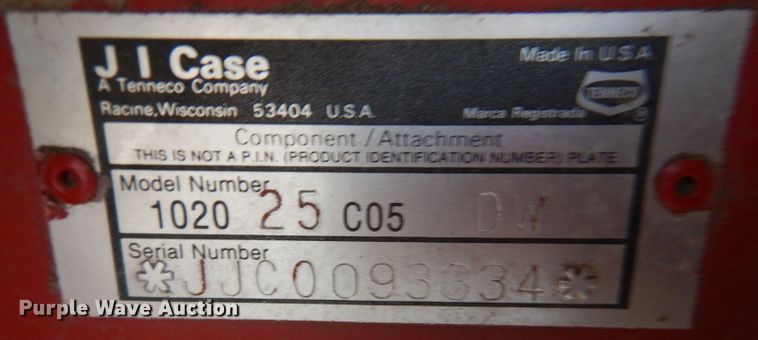 J I Case
A Tenneco Company
Racine, Wisconsin 53404 U.S.A.
Made in U.S.A.
TENNECO
Marca Registrada ®
Component / Attachment
THIS IS NOT A P.I.N. (PRODUCT IDENTIFICATION NUMBER) PLATE
Model Number
1020 25 C05 DW
Serial Number
*JJC0093334*
Purple Wave Auction